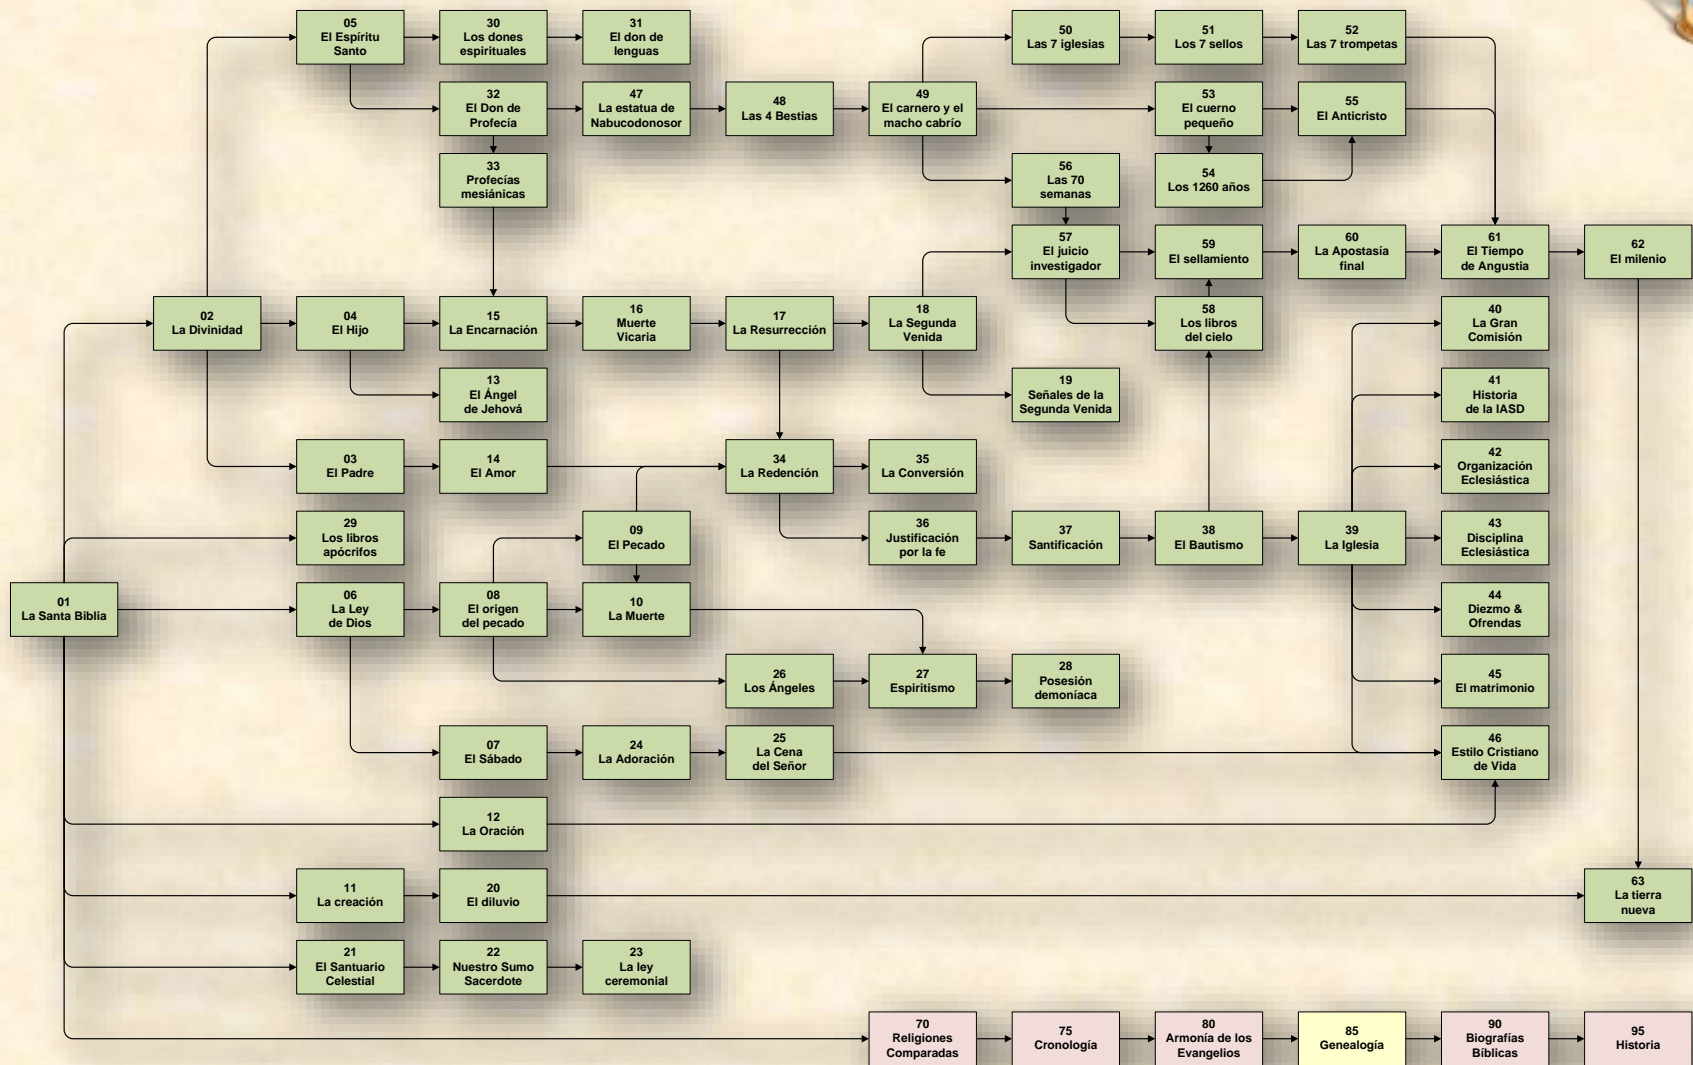 05
El Espíritu
Santo
30
Los dones
espirituales
31
El don de
lenguas
50
Las 7 iglesias
51
Los 7 sellos
52
Las 7 trompetas
32
El Don de
Profecía
47
La estatua de
Nabucodonosor
48
Las 4 Bestias
49
El carnero y el
macho cabrío
53
El cuerno
pequeño
55
El Anticristo
33
Profecías
mesiánicas
56
Las 70
semanas
54
Los 1260 años
57
El juicio
investigador
59
El sellamiento
60
La Apostasía
final
61
El Tiempo
de Angustia
62
El milenio
02
La Divinidad
04
El Hijo
15
La Encarnación
16
Muerte
Vicaria
17
La Resurrección
18
La Segunda
Venida
58
Los libros
del cielo
40
La Gran
Comisión
13
El Ángel
de Jehová
19
Señales de la
Segunda Venida
41
Historia
de la IASD
03
El Padre
14
El Amor
34
La Redención
35
La Conversión
42
Organización
Eclesiástica
29
Los libros
apócrifos
09
El Pecado
36
Justificación
por la fe
37
Santificación
38
El Bautismo
39
La Iglesia
43
Disciplina
Eclesiástica
01
La Santa Biblia
06
La Ley
de Dios
08
El origen
del pecado
10
La Muerte
44
Diezmo &
Ofrendas
26
Los Ángeles
27
Espiritismo
28
Posesión
demoníaca
45
El matrimonio
07
El Sábado
24
La Adoración
25
La Cena
del Señor
46
Estilo Cristiano
de Vida
12
La Oración
11
La creación
20
El diluvio
63
La tierra
nueva
21
El Santuario
Celestial
22
Nuestro Sumo
Sacerdote
23
La ley
ceremonial
70
Religiones
Comparadas
75
Cronología
80
Armonía de los
Evangelios
85
Genealogía
90
Biografías
Bíblicas
95
Historia